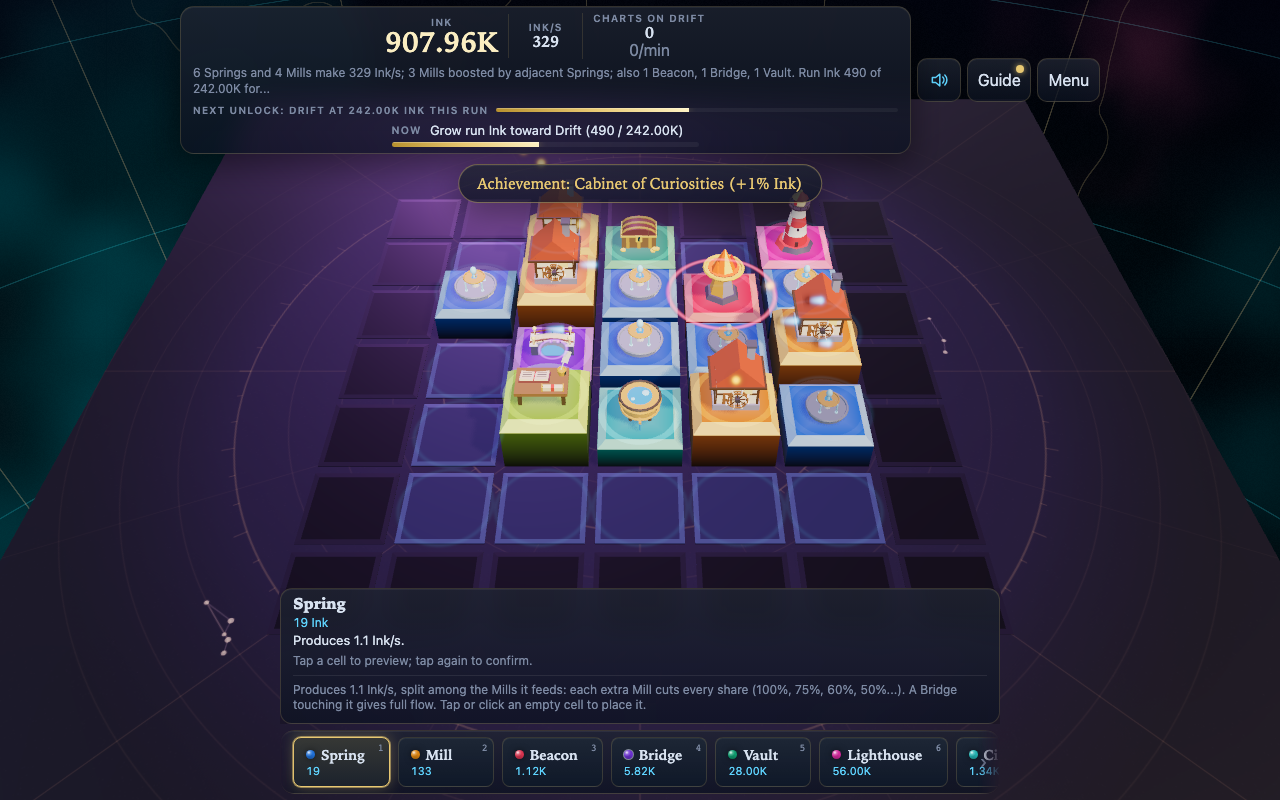 INK
907.96K
INK/S
329
CHARTS ON DRIFT
0
0/min
6 Springs and 4 Mills make 329 Ink/s; 3 Mills boosted by adjacent Springs; also 1 Beacon, 1 Bridge, 1 Vault. Run Ink 490 of
242.00K for...
NEXT UNLOCK: DRIFT AT 242.00K INK THIS RUN
NOW Grow run Ink toward Drift (490 / 242.00K)
Guide
Menu
Achievement: Cabinet of Curiosities (+1% Ink)
Spring
19 Ink
Produces 1.1 Ink/s.
Tap a cell to preview; tap again to confirm.
Produces 1.1 Ink/s, split among the Mills it feeds: each extra Mill cuts every share (100%, 75%, 60%, 50%...). A Bridge
touching it gives full flow. Tap or click an empty cell to place it.
Spring 1
19
Mill 2
133
Beacon 3
1.12K
Bridge 4
5.82K
Vault 5
28.00K
Lighthouse 6
56.00K